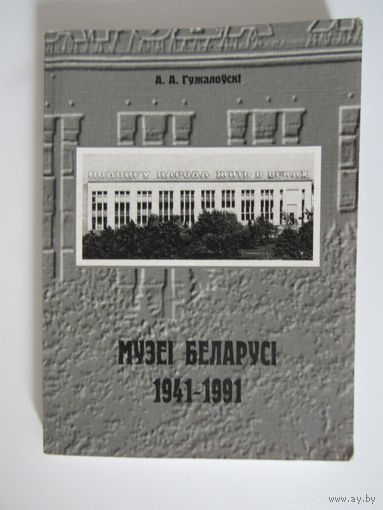 А. А. Гужалоўскі
ПОДВИГУ НАРОДА ЖИТЬ В ВЕКАХ
МУЗЕІ БЕЛАРУСІ
1941-1991
www.ay.by